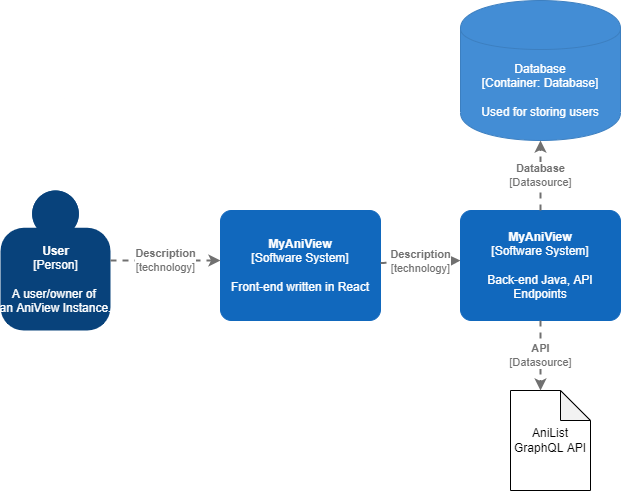 Database
[Container: Database]
Used for storing users
Database
[Datasource]
User
[Person]
A user/owner of
an AniView Instance.
Description
[technology]
MyAniView
[Software System]
Front-end written in React
Description
[technology]
MyAniView
[Software System]
Back-end Java, API
Endpoints
API
[Datasource]
AniList
GraphQL API